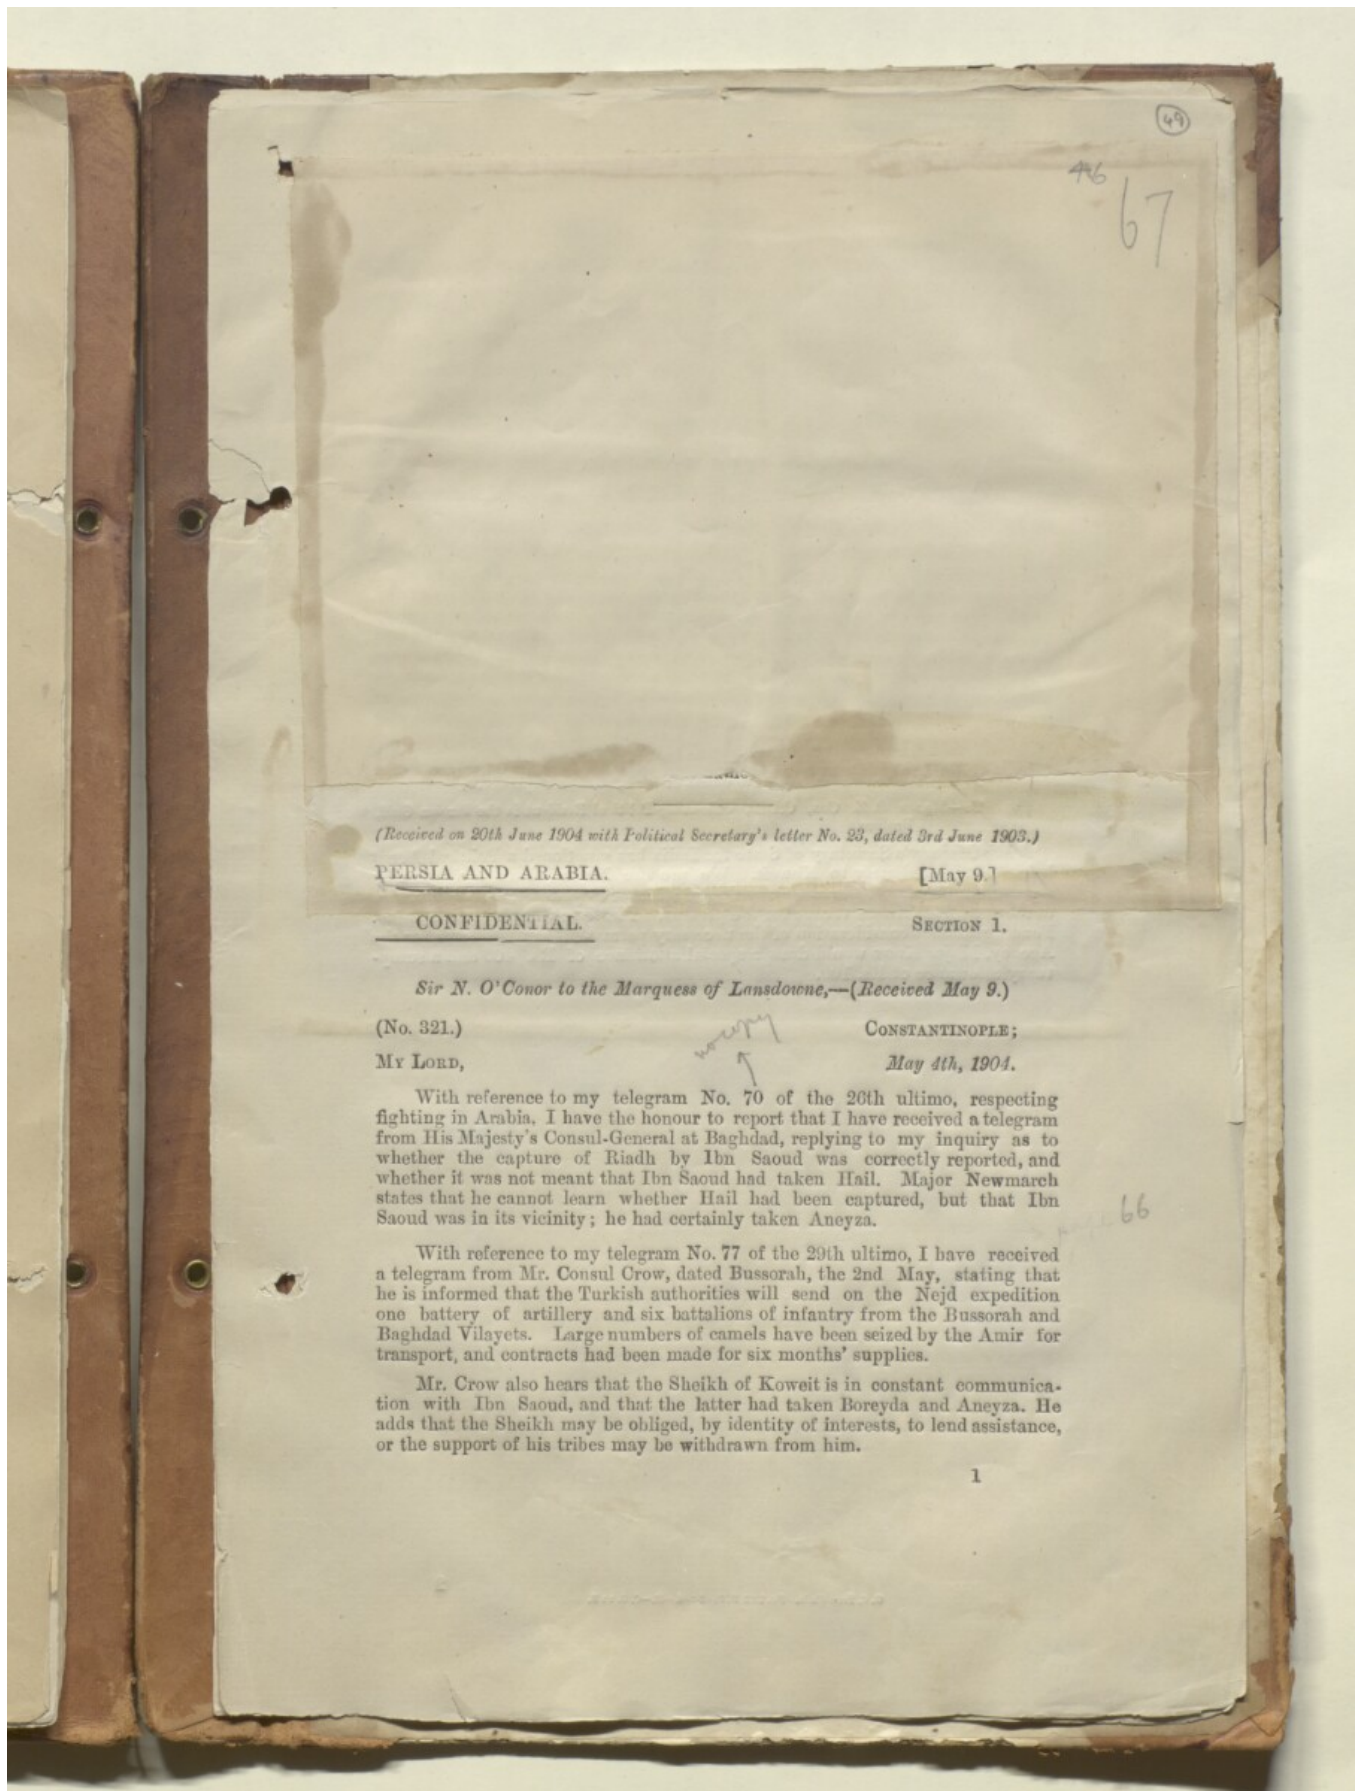 49
67
(Received on 20th June 1904 with Political Secretary's letter No. 23, dated 3rd June 1903.)
PERSIA AND ARABIA. [May 9.]
CONFIDENTIAL. SECTION 1.
Sir N. O'Conor to the Marquess of Lansdowne,—(Received May 9.)
(No. 321.) CONSTANTINOPLE;
no copy
MY LORD, May 4th, 1904.
With reference to my telegram No. 70 of the 26th ultimo, respecting
fighting in Arabia, I have the honour to report that I have received a telegram
from His Majesty's Consul-General at Baghdad, replying to my inquiry as to
whether the capture of Riadh by Ibn Saoud was correctly reported, and
whether it was not meant that Ibn Saoud had taken Hail. Major Newmarch
states that he cannot learn whether Hail had been captured, but that Ibn
Saoud was in its vicinity; he had certainly taken Aneyza.
66
With reference to my telegram No. 77 of the 29th ultimo, I have received
a telegram from Mr. Consul Crow, dated Bussorah, the 2nd May, stating that
he is informed that the Turkish authorities will send on the Nejd expedition
one battery of artillery and six battalions of infantry from the Bussorah and
Baghdad Vilayets. Large numbers of camels have been seized by the Amir for
transport, and contracts had been made for six months' supplies.
Mr. Crow also hears that the Sheikh of Koweit is in constant communica-
tion with Ibn Saoud, and that the latter had taken Boreyda and Aneyza. He
adds that the Sheikh may be obliged, by identity of interests, to lend assistance,
or the support of his tribes may be withdrawn from him.
1